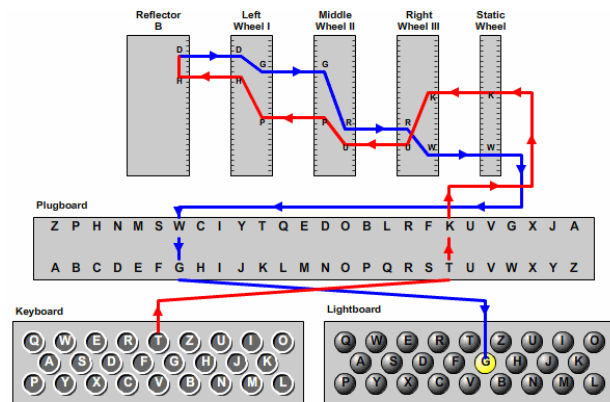 Reflector B
Left Wheel I
Middle Wheel II
Right Wheel III
Static Wheel
D D
G G
H H
K K
P P R R
U U W W
Plugboard
Z P H N M S W C I Y T Q E D O B L R F K U V G X J A
A B C D E F G H I J K L M N O P Q R S T U V W X Y Z
Keyboard
Q W E R T Z U I O
A S D F G H J K
P Y X C V B N M L
Lightboard
Q W E R T Z U I O
A S D F G H J K
P Y X C V B N M L